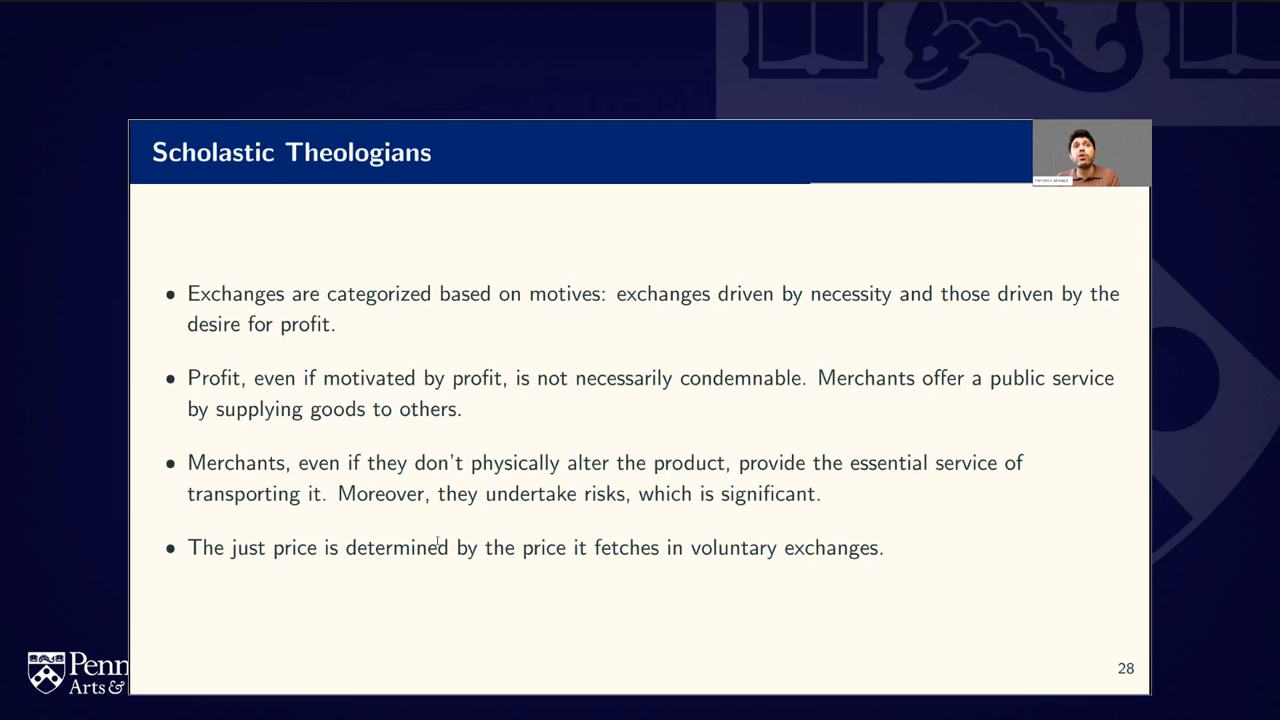 Scholastic Theologians
• Exchanges are categorized based on motives: exchanges driven by necessity and those driven by the
desire for profit.
• Profit, even if motivated by profit, is not necessarily condemnable. Merchants offer a public service
by supplying goods to others.
• Merchants, even if they don't physically alter the product, provide the essential service of
transporting it. Moreover, they undertake risks, which is significant.
• The just price is determined by the price it fetches in voluntary exchanges.
28
Penn
Arts &